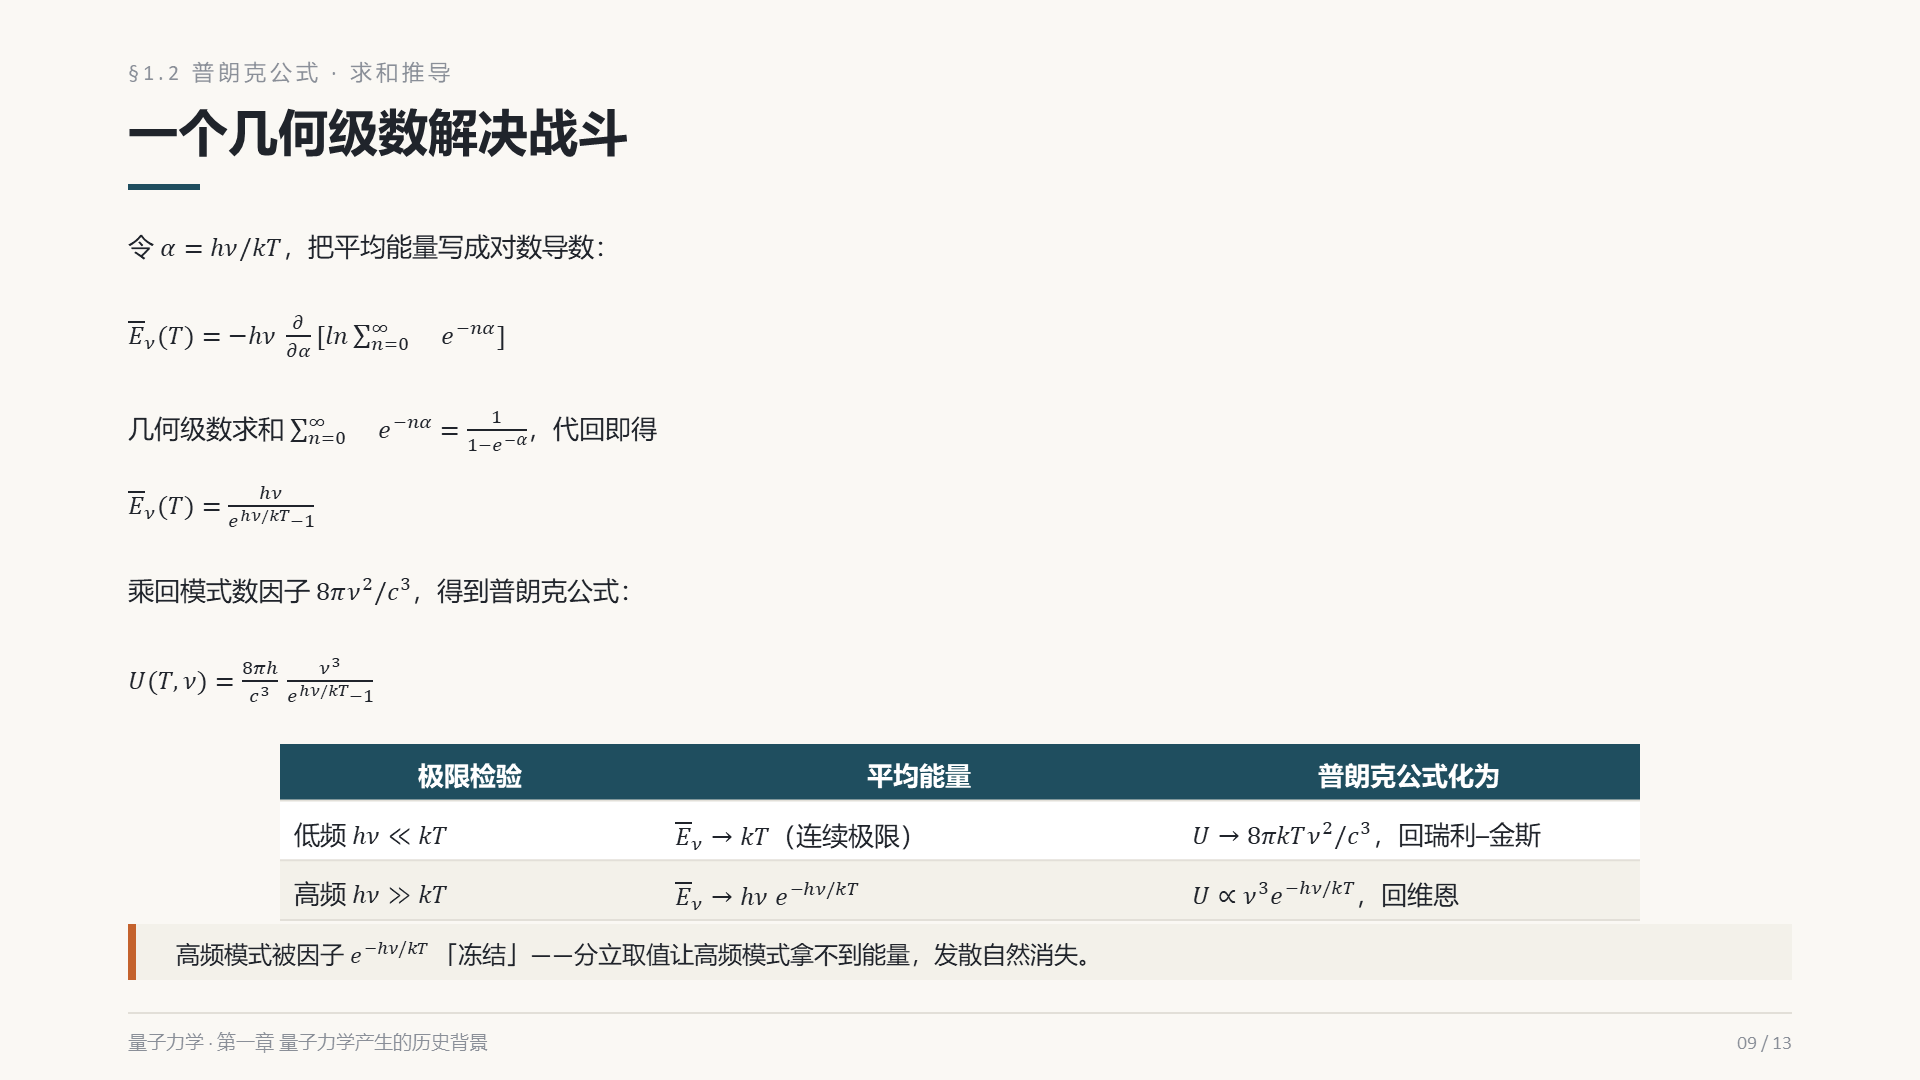 §1.2 普朗克公式 · 求和推导
一个几何级数解决战斗
令 α = hν/kT，把平均能量写成对数导数：
E̅_ν(T) = −hν ∂/∂α [ln ∑_{n=0}^{∞} e^{−nα}]
几何级数求和 ∑_{n=0}^{∞} e^{−nα} = 1/(1−e^{−α})，代回即得
E̅_ν(T) = hν/(e^{hν/kT}−1)
乘回模式数因子 8πν²/c³，得到普朗克公式：
U(T,ν) = 8πh/c³ ν³/(e^{hν/kT}−1)
极限检验 平均能量 普朗克公式化为
低频 hν ≪ kT E̅_ν → kT（连续极限） U → 8πkTν²/c³，回瑞利–金斯
高频 hν ≫ kT E̅_ν → hν e^{−hν/kT} U ∝ ν³e^{−hν/kT}，回维恩
高频模式被因子 e^{−hν/kT}「冻结」——分立取值让高频模式拿不到能量，发散自然消失。
量子力学 · 第一章 量子力学产生的历史背景
09 / 13